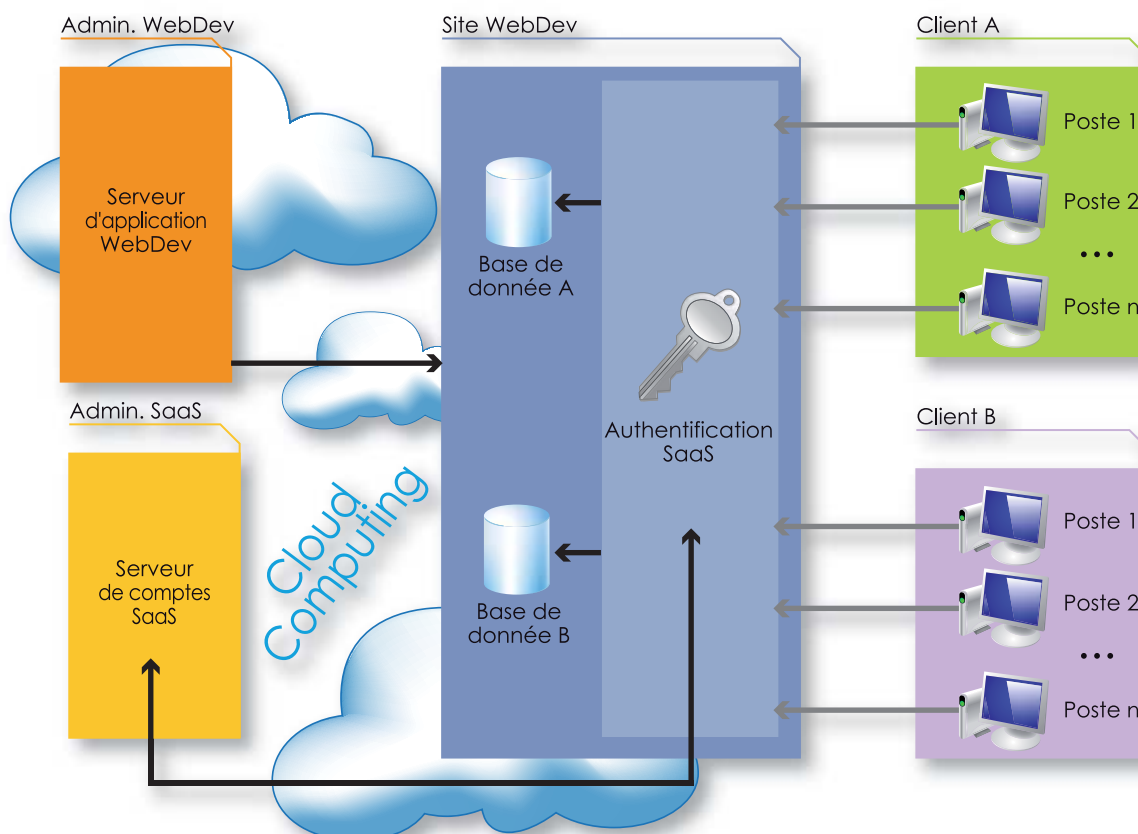 Admin. WebDev
Serveur
d'application
WebDev
Admin. SaaS
Serveur
de comptes
SaaS
Cloud
Computing
Site WebDev
Base de
donnée A
Authentification
SaaS
Base de
donnée B
Client A
Poste 1
Poste 2
...
Poste n
Client B
Poste 1
Poste 2
...
Poste n